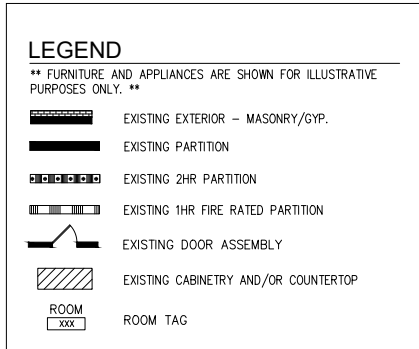 LEGEND
** FURNITURE AND APPLIANCES ARE SHOWN FOR ILLUSTRATIVE
PURPOSES ONLY. **
EXISTING EXTERIOR – MASONRY/GYP.
EXISTING PARTITION
EXISTING 2HR PARTITION
EXISTING 1HR FIRE RATED PARTITION
EXISTING DOOR ASSEMBLY
EXISTING CABINETRY AND/OR COUNTERTOP
ROOM
XXX
ROOM TAG